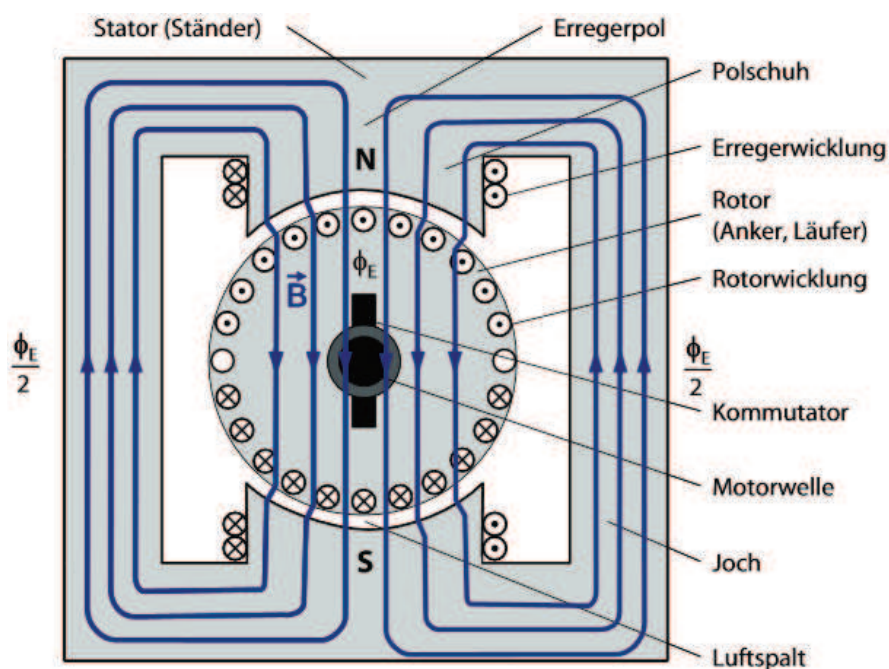 Stator (Ständer)
Erregerpol
Polschuh
Erregerwicklung
N
Rotor
(Anker, Läufer)
ϕE
B
Rotorwicklung
ϕE
2
ϕE
2
Kommutator
Motorwelle
S
Joch
Luftspalt